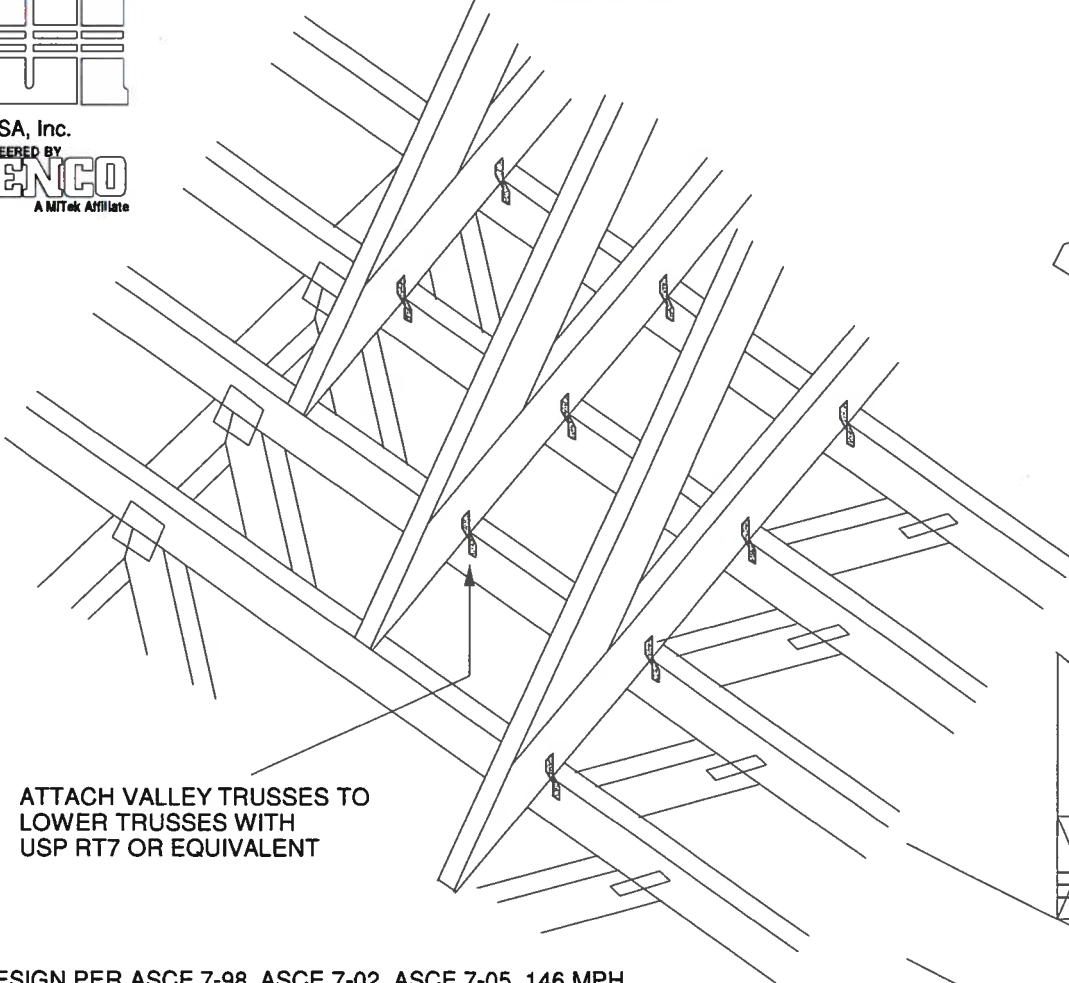 SA, Inc.
EERED BY
ENCO
A MiTek Affiliate
ATTACH VALLEY TRUSSES TO
LOWER TRUSSES WITH
USP RT7 OR EQUIVALENT
ESIGN PER ASCE 7-98, ASCE 7-02, ASCE 7-05 146 MPH